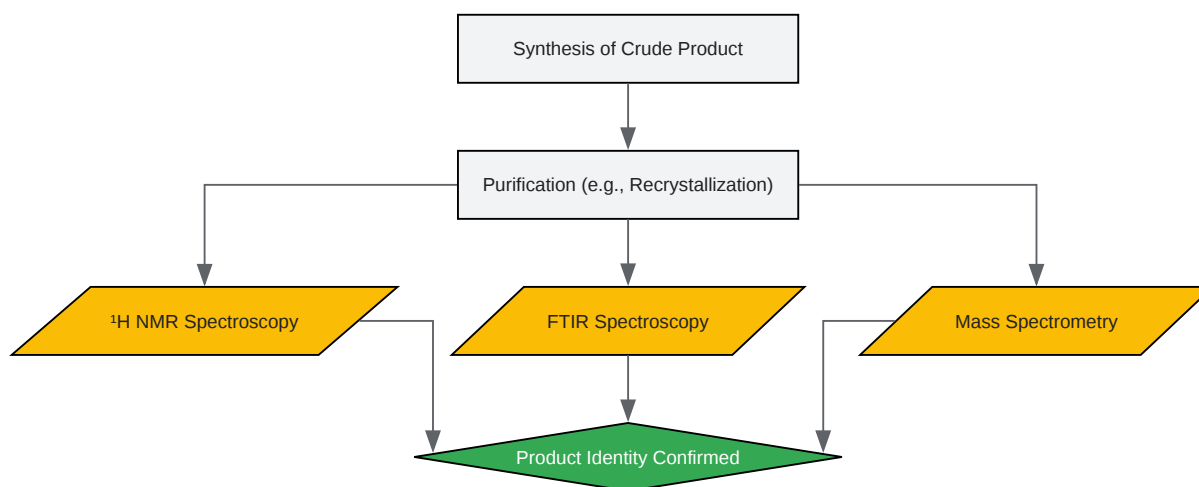 Synthesis of Crude Product
Purification (e.g., Recrystallization)
¹H NMR Spectroscopy
FTIR Spectroscopy
Mass Spectrometry
Product Identity Confirmed